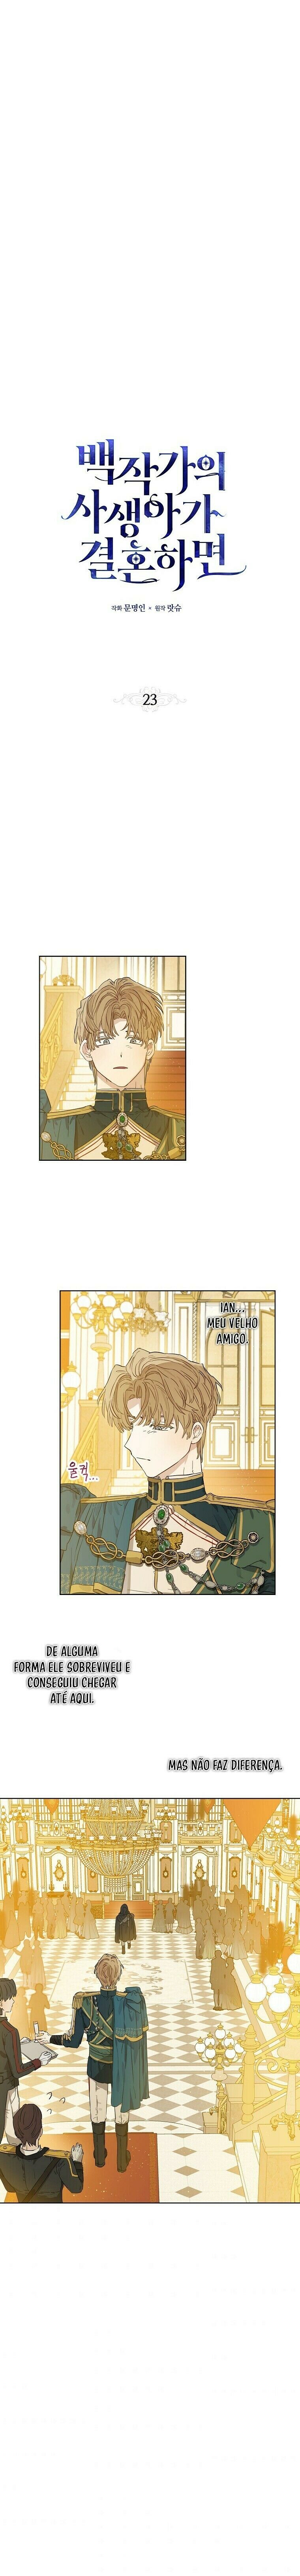 백작가의
사생아가
결혼하면
작화 문명인 • 원작 랏슘
23
IAN...
MEU VELHO
AMIGO.
울컥...
DE ALGUMA
FORMA ELE SOBREVIVEU E
CONSEGUIU CHEGAR
ATÉ AQUI.
MAS NÃO FAZ DIFERENÇA.